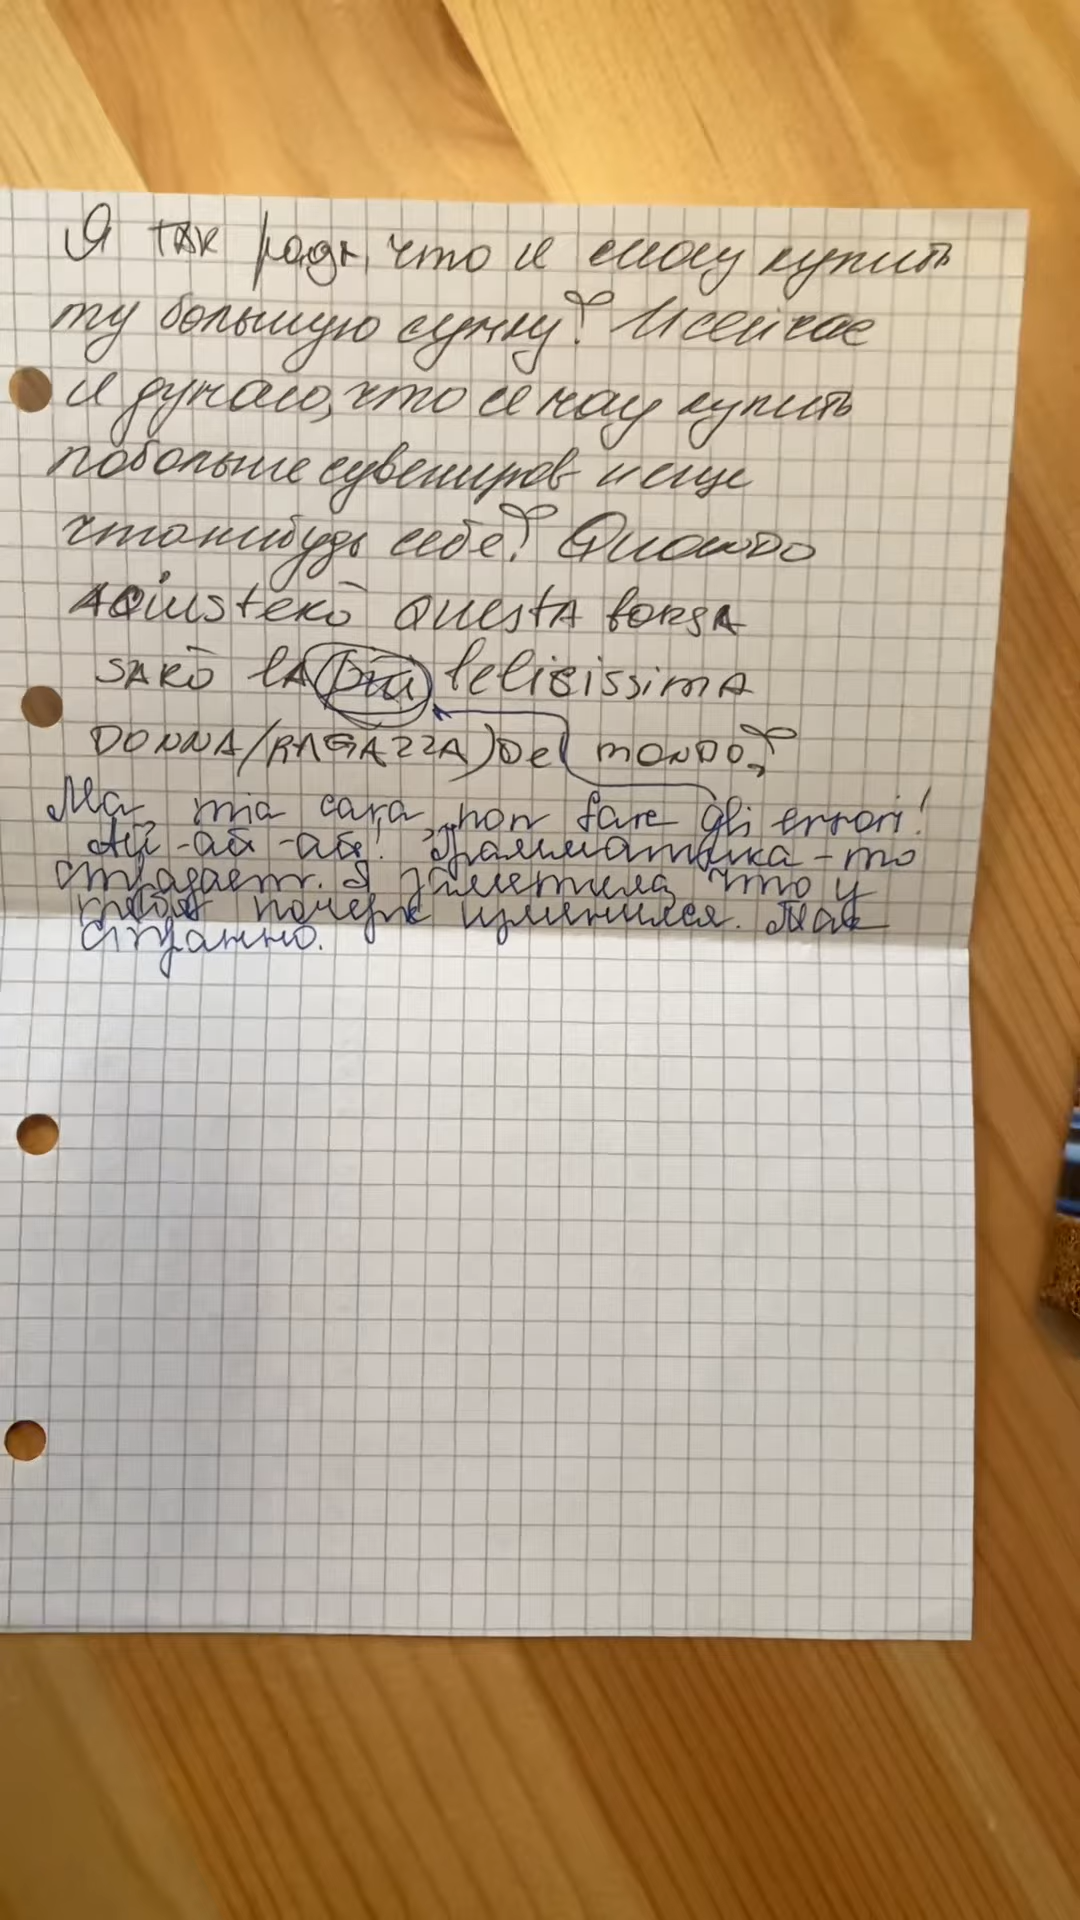 Я так рада, что я смогу купить
ту большую сумку! И сейчас
я думаю, что я могу купить
побольше сувениров и еще
что нибудь себе! Quando
AQuisterò questa borsa
sarò la più felicissima
DONNA/(RAGAZZA) Del mondo,
Ma, mia cara, non fare gli errori!
Ай-ай-ай! Грамматика-то
страдает. Я заметила, что у
тебя почерк изменился. Так
странно.